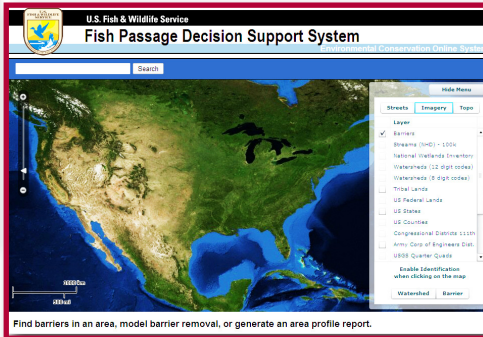 U.S. Fish & Wildlife Service
Fish Passage Decision Support System
Environmental Conservation Online System
Search
Hide Menu
Streets Imagery Topo
Layer
Barriers
Streams (NHD) - 100k
National Wetlands Inventory
Watersheds (12 digit codes)
Watersheds (8 digit codes)
Tribal Lands
US Federal Lands
US States
US Counties
Congressional Districts 111th
Army Corp of Engineers Dist.
USGS Quarter Quads
Enable Identification
when clicking on the map
Watershed Barrier
1000 km
500 mi
Find barriers in an area, model barrier removal, or generate an area profile report.